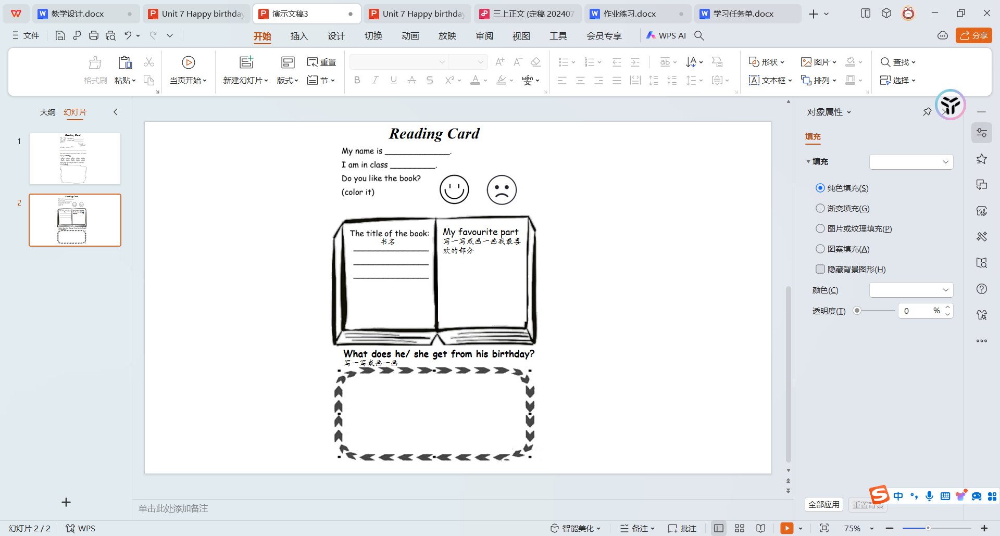 教学设计.docx
Unit 7 Happy birthday
演示文稿3
Unit 7 Happy birthday
三上正文 (定稿 202407
作业练习.docx
学习任务单.docx
文件
开始
插入
设计
切换
动画
放映
审阅
视图
工具
会员专享
WPS AI
分享
格式刷
粘贴
当页开始
新建幻灯片
版式
重置
节
形状
图片
查找
文本框
排列
选择
大纲
幻灯片
1
2
Reading Card
My name is ______________.
I am in class __________.
Do you like the book?
(color it)
The title of the book:
书名
My favourite part
写一写或画一画我最喜
欢的部分
What does he/ she get from his birthday?
写一写或画一画
对象属性
填充
填充
纯色填充(S)
渐变填充(G)
图片或纹理填充(P)
图案填充(A)
隐藏背景图形(H)
颜色(C)
透明度(T)
0 %
全部应用
重置背景
中
单击此处添加备注
幻灯片 2 / 2
WPS
智能美化
备注
批注
75%